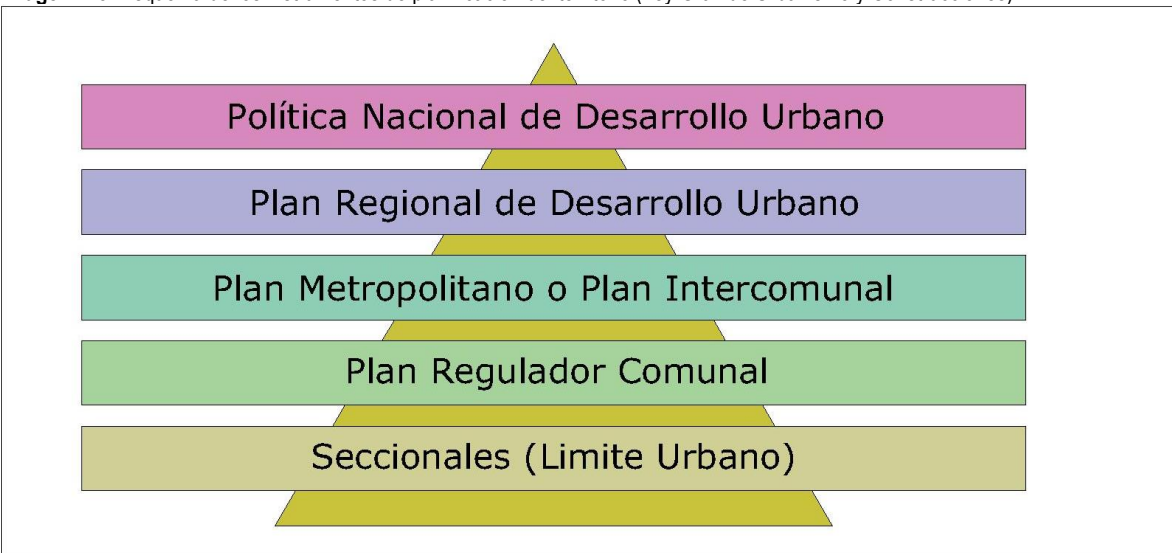 Política Nacional de Desarrollo Urbano
Plan Regional de Desarrollo Urbano
Plan Metropolitano o Plan Intercomunal
Plan Regulador Comunal
Seccionales (Limite Urbano)